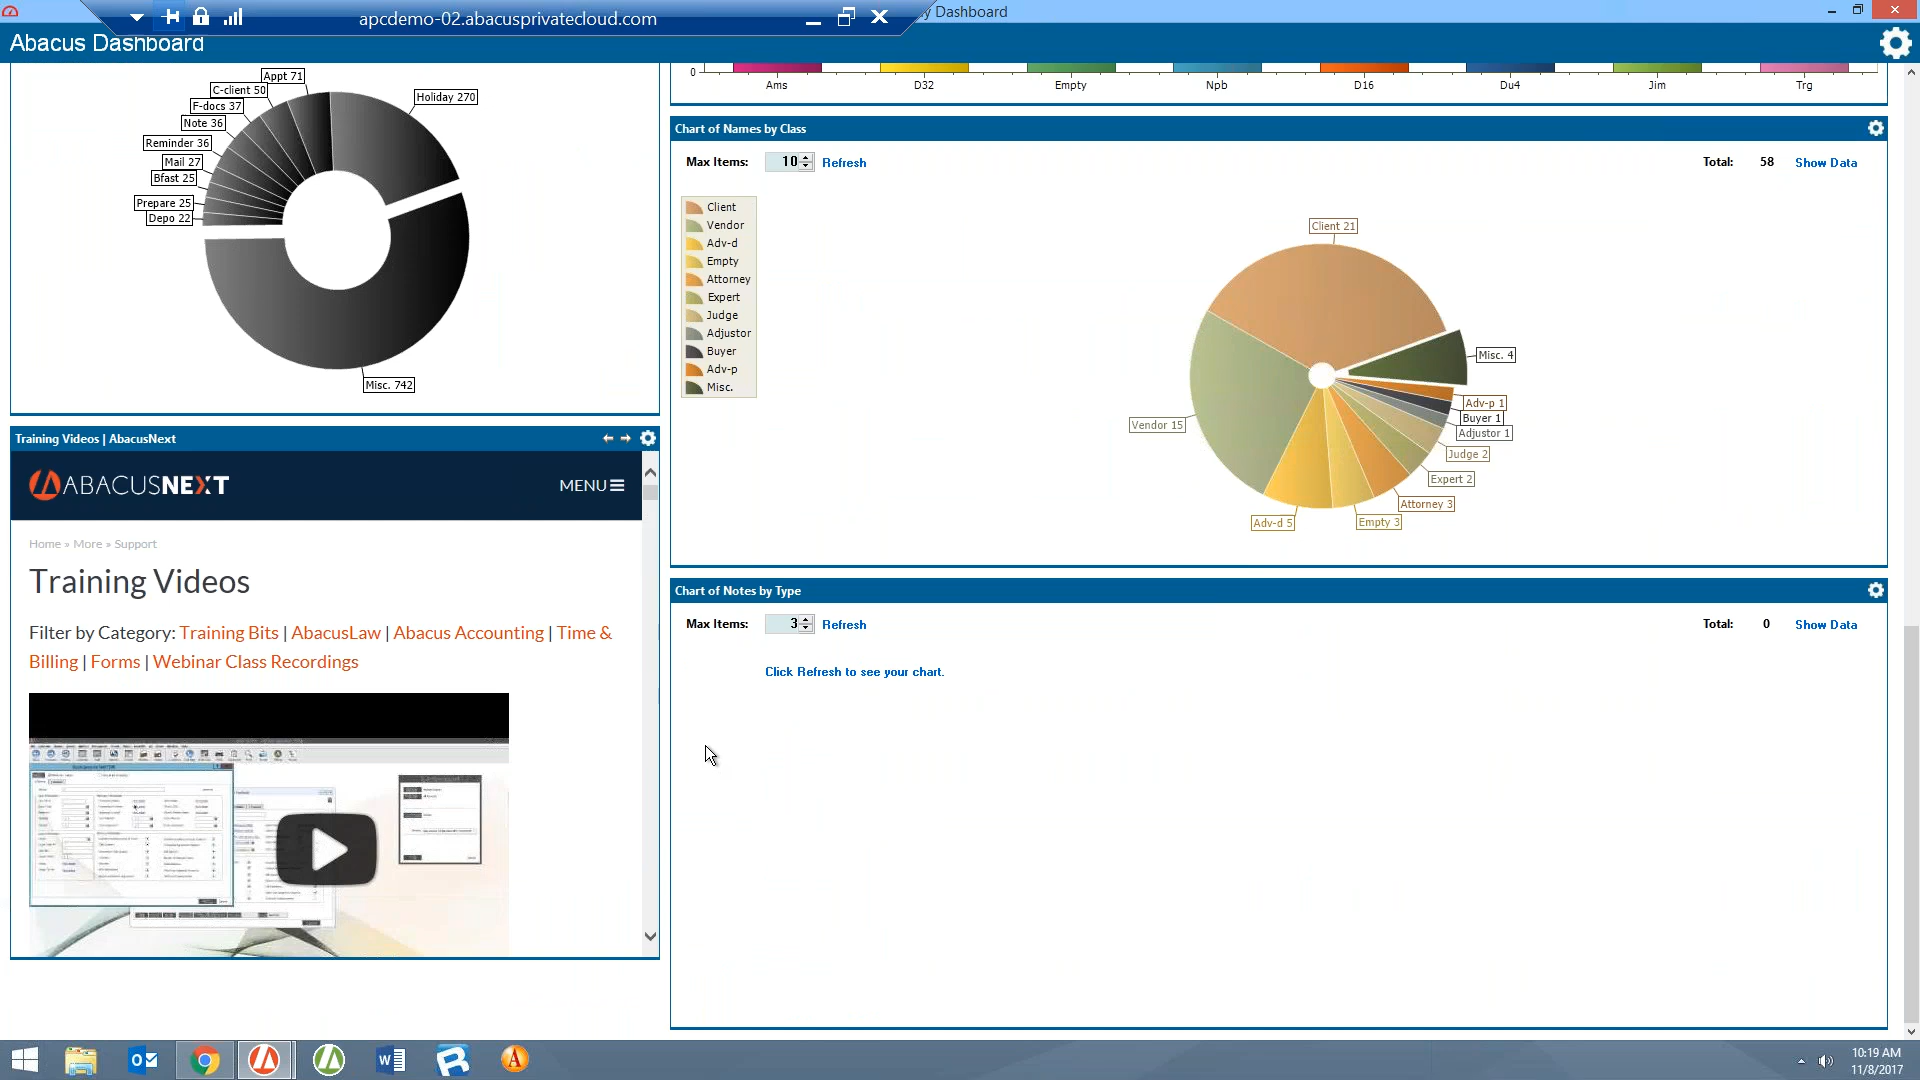 apcdemo-02.abacusprivatecloud.com
y Dashboard
Abacus Dashboard
Appt 71
C-client 50
F-docs 37
Note 36
Reminder 36
Mail 27
Bfast 25
Prepare 25
Depo 22
Holiday 270
Misc. 742
0
Ams
D32
Empty
Npb
D16
Du4
Jim
Trg
Chart of Names by Class
Max Items: 10 Refresh
Total: 58 Show Data
Client
Vendor
Adv-d
Empty
Attorney
Expert
Judge
Adjustor
Buyer
Adv-p
Misc.
Client 21
Misc. 4
Adv-p 1
Buyer 1
Adjustor 1
Judge 2
Expert 2
Attorney 3
Empty 3
Adv-d 5
Vendor 15
Training Videos | AbacusNext
ABACUSNEXT
MENU
Home » More » Support
Training Videos
Filter by Category: Training Bits | AbacusLaw | Abacus Accounting | Time &
Billing | Forms | Webinar Class Recordings
Chart of Notes by Type
Max Items: 3 Refresh
Total: 0 Show Data
Click Refresh to see your chart.
10:19 AM
11/8/2017